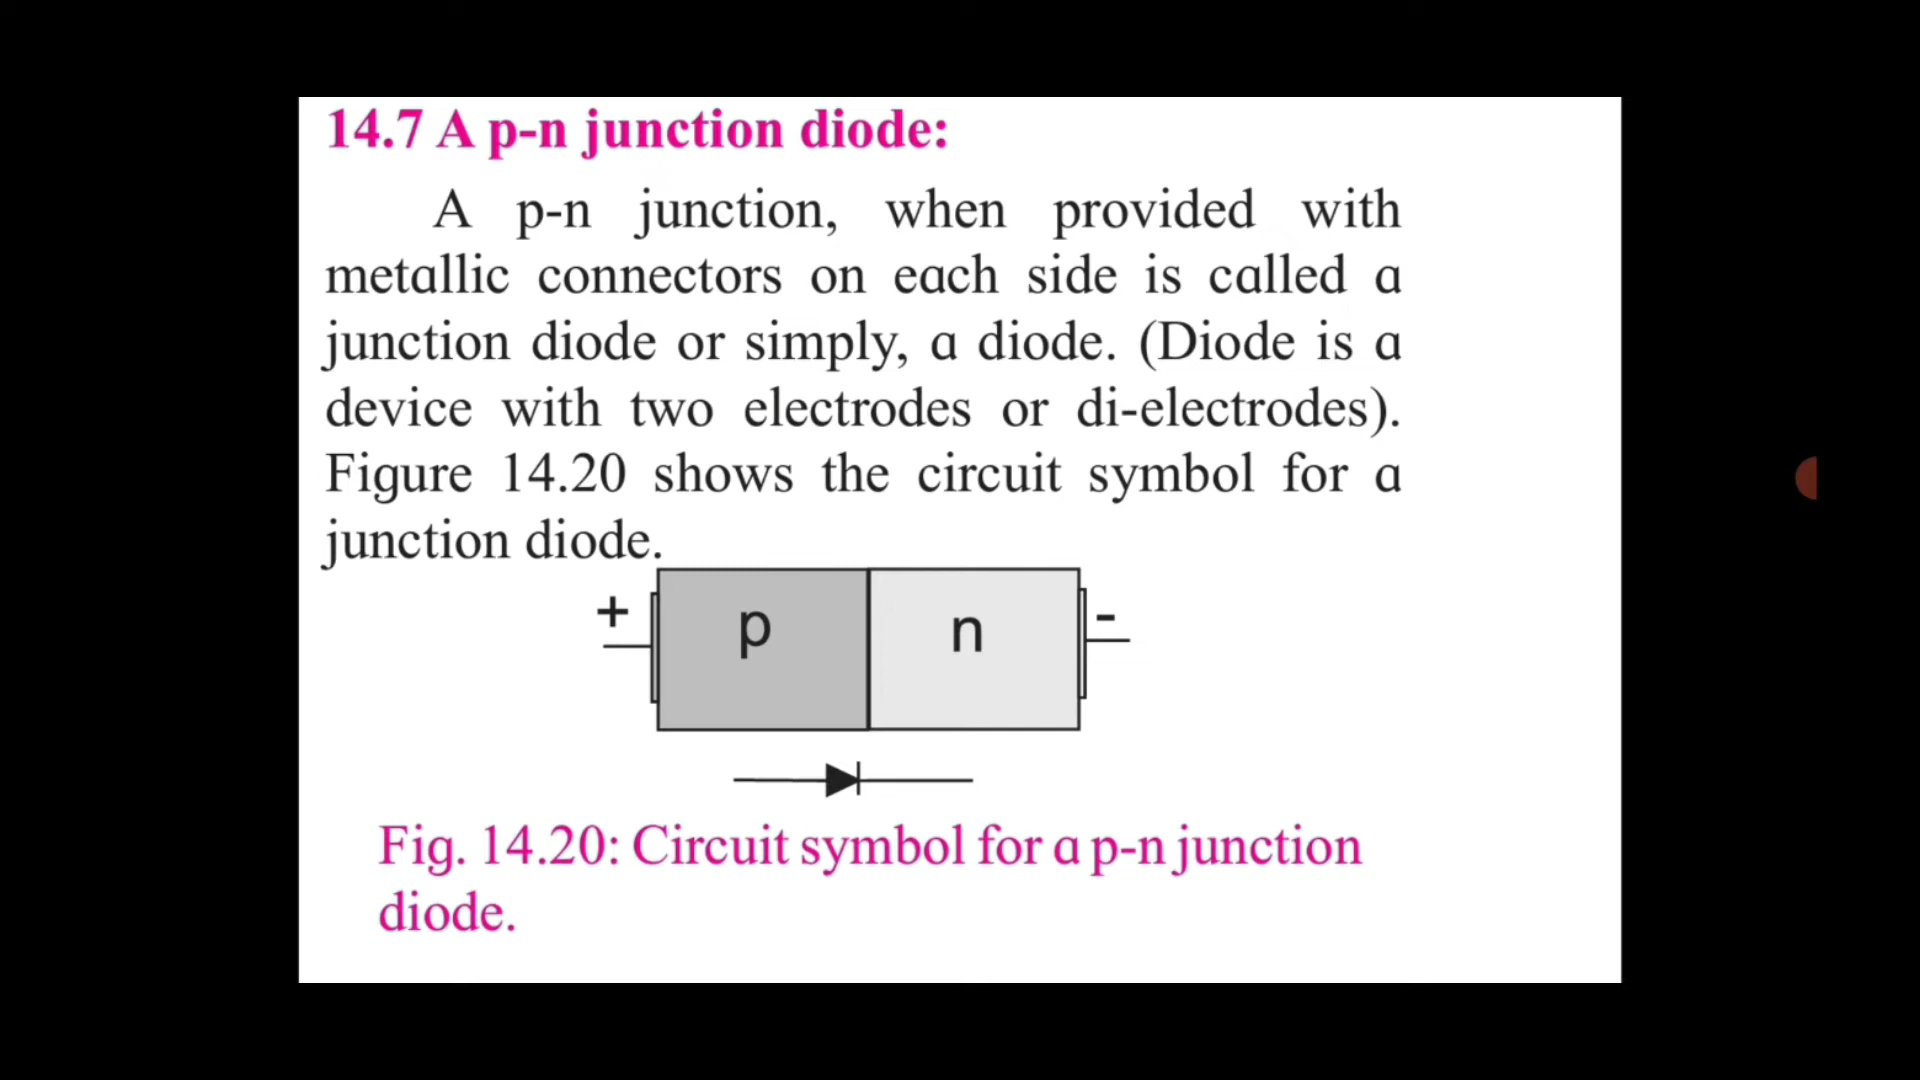 14.7 A p-n junction diode:
A p-n junction, when provided with
metallic connectors on each side is called a
junction diode or simply, a diode. (Diode is a
device with two electrodes or di-electrodes).
Figure 14.20 shows the circuit symbol for a
junction diode.
+ p n -
Fig. 14.20: Circuit symbol for a p-n junction
diode.